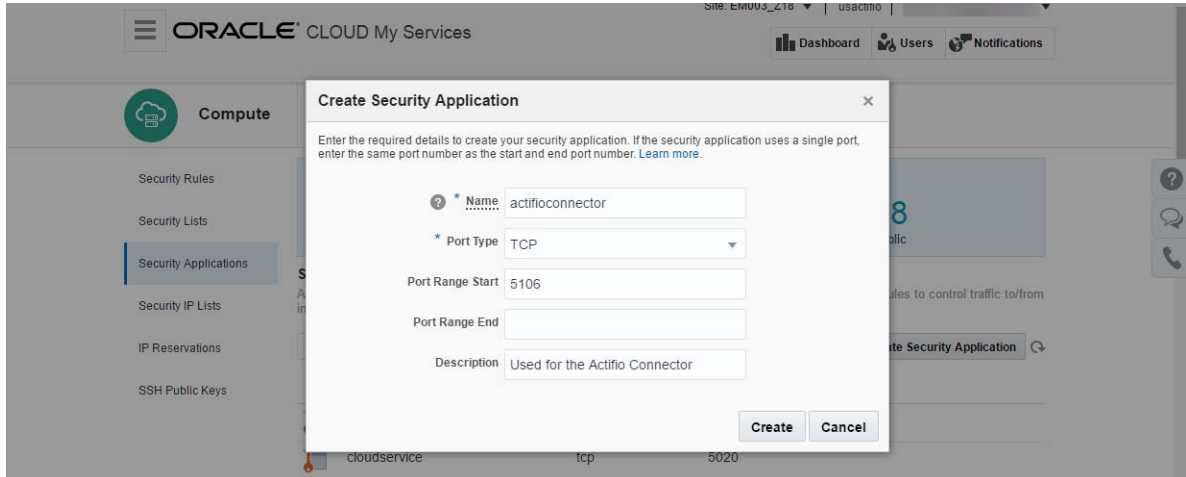 Site: EM003_Z18 usactifio
ORACLE® CLOUD My Services
Dashboard Users Notifications
Compute
Create Security Application ×
Enter the required details to create your security application. If the security application uses a single port,
enter the same port number as the start and end port number. Learn more.
Security Rules
Security Lists
Security Applications
Security IP Lists
IP Reservations
SSH Public Keys
? * Name actifioconnector
* Port Type TCP
Port Range Start 5106
Port Range End
Description Used for the Actifio Connector
Create Cancel
8
blic
S
A
in
ules to control traffic to/from
te Security Application
cloudservice tcp 5020
?